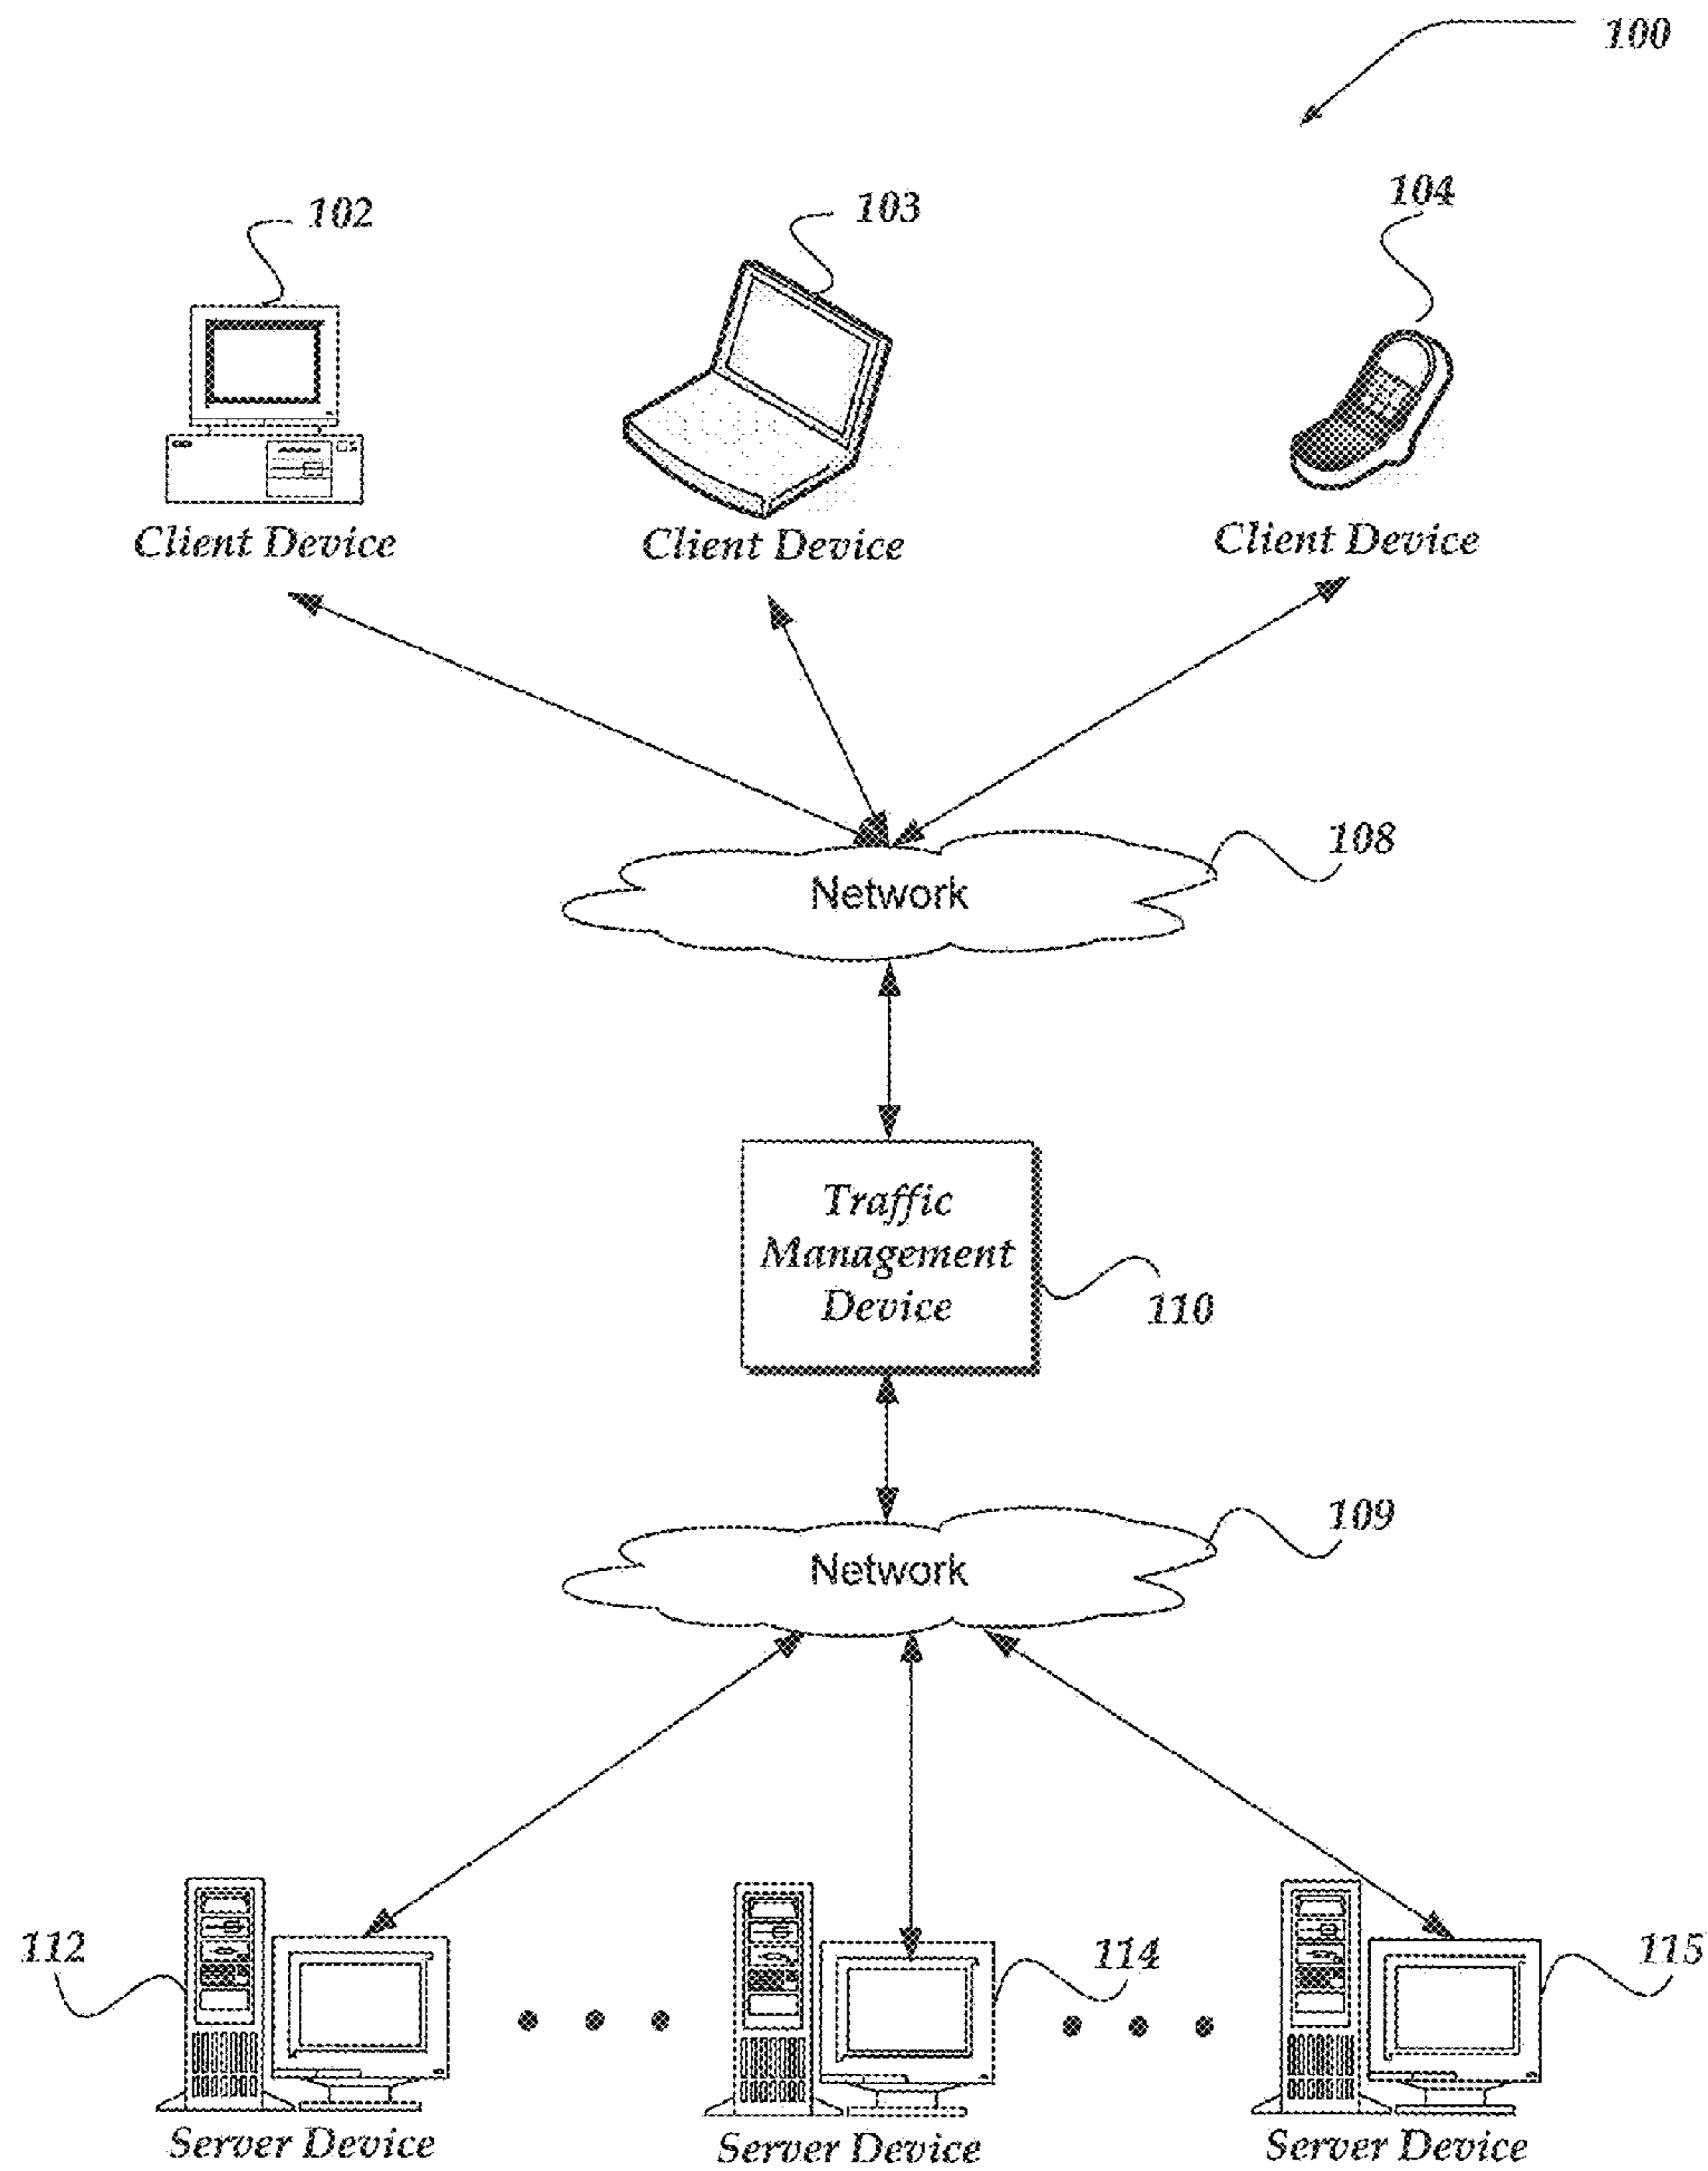 100
102
103
104
Client Device
Client Device
Client Device
108
Network
Traffic
Management
Device
110
109
Network
112
114
115
Server Device
Server Device
Server Device